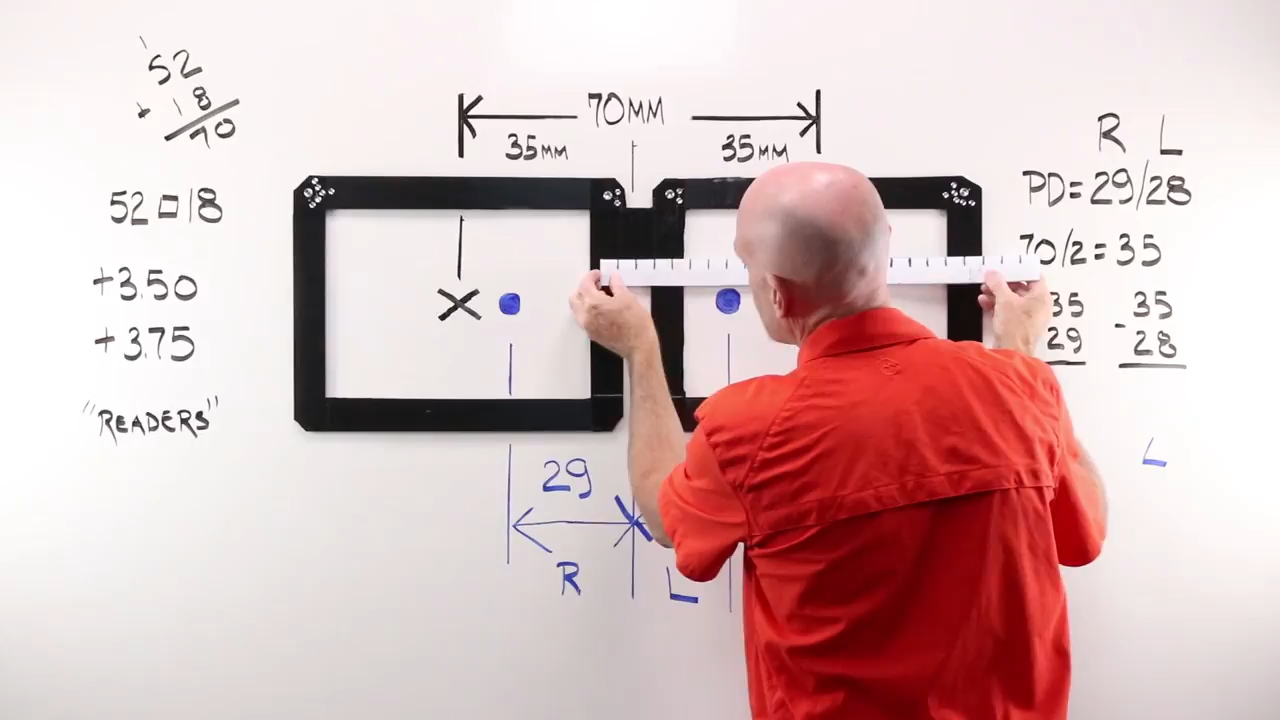 52
+ 18
70
52□18
+3.50
+3.75
"READERS"
70MM
35MM 35MM
29
R L
R L
PD=29/28
70/2=35
35 35
29 -28
L